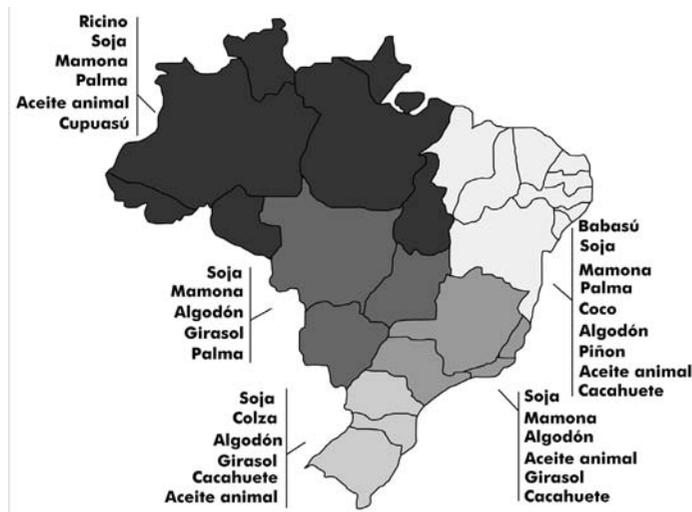 Ricino
Soja
Mamona
Palma
Aceite animal
Cupuasú
Babasú
Soja
Mamona
Palma
Coco
Algodón
Piñon
Aceite animal
Cacahuete
Soja
Mamona
Algodón
Girasol
Palma
Soja
Colza
Algodón
Girasol
Cacahuete
Aceite animal
Soja
Mamona
Algodón
Aceite animal
Girasol
Cacahuete